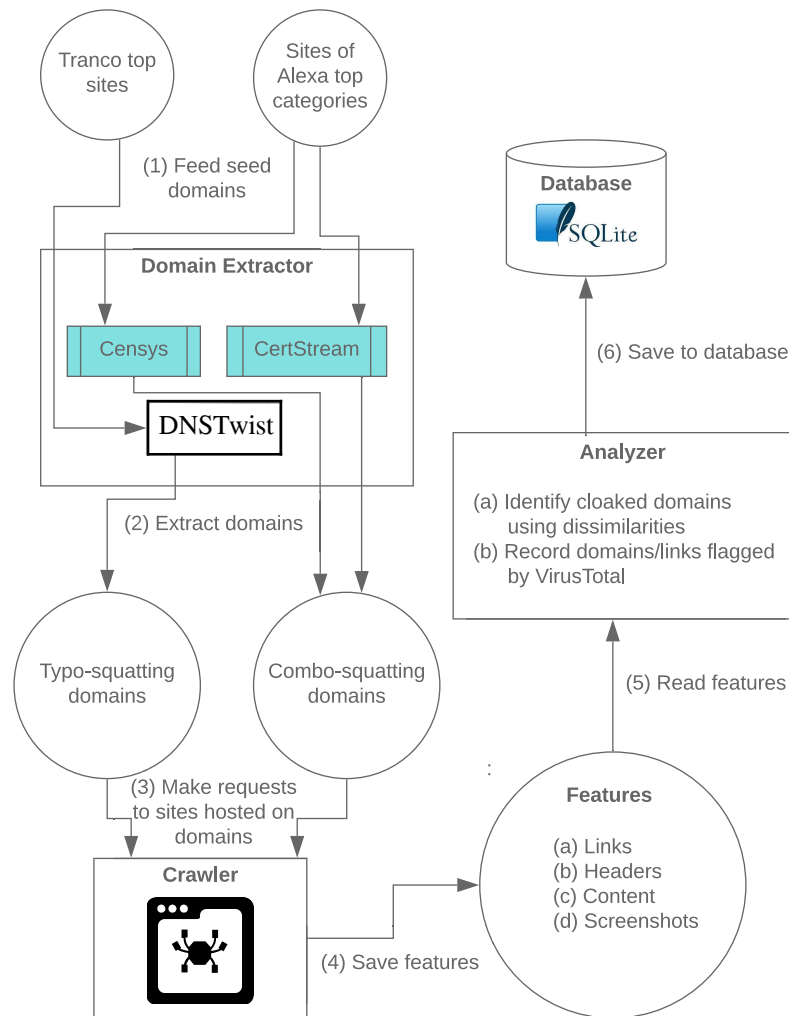 Tranco top
sites
Sites of
Alexa top
categories
(1) Feed seed
domains
Domain Extractor
Censys
CertStream
DNSTwist
(2) Extract domains
Typo-squatting
domains
Combo-squatting
domains
(3) Make requests
to sites hosted on
domains
Crawler
(4) Save features
:
Features
(a) Links
(b) Headers
(c) Content
(d) Screenshots
(5) Read features
Analyzer
(a) Identify cloaked domains
using dissimilarities
(b) Record domains/links flagged
by VirusTotal
(6) Save to database
Database
SQLite